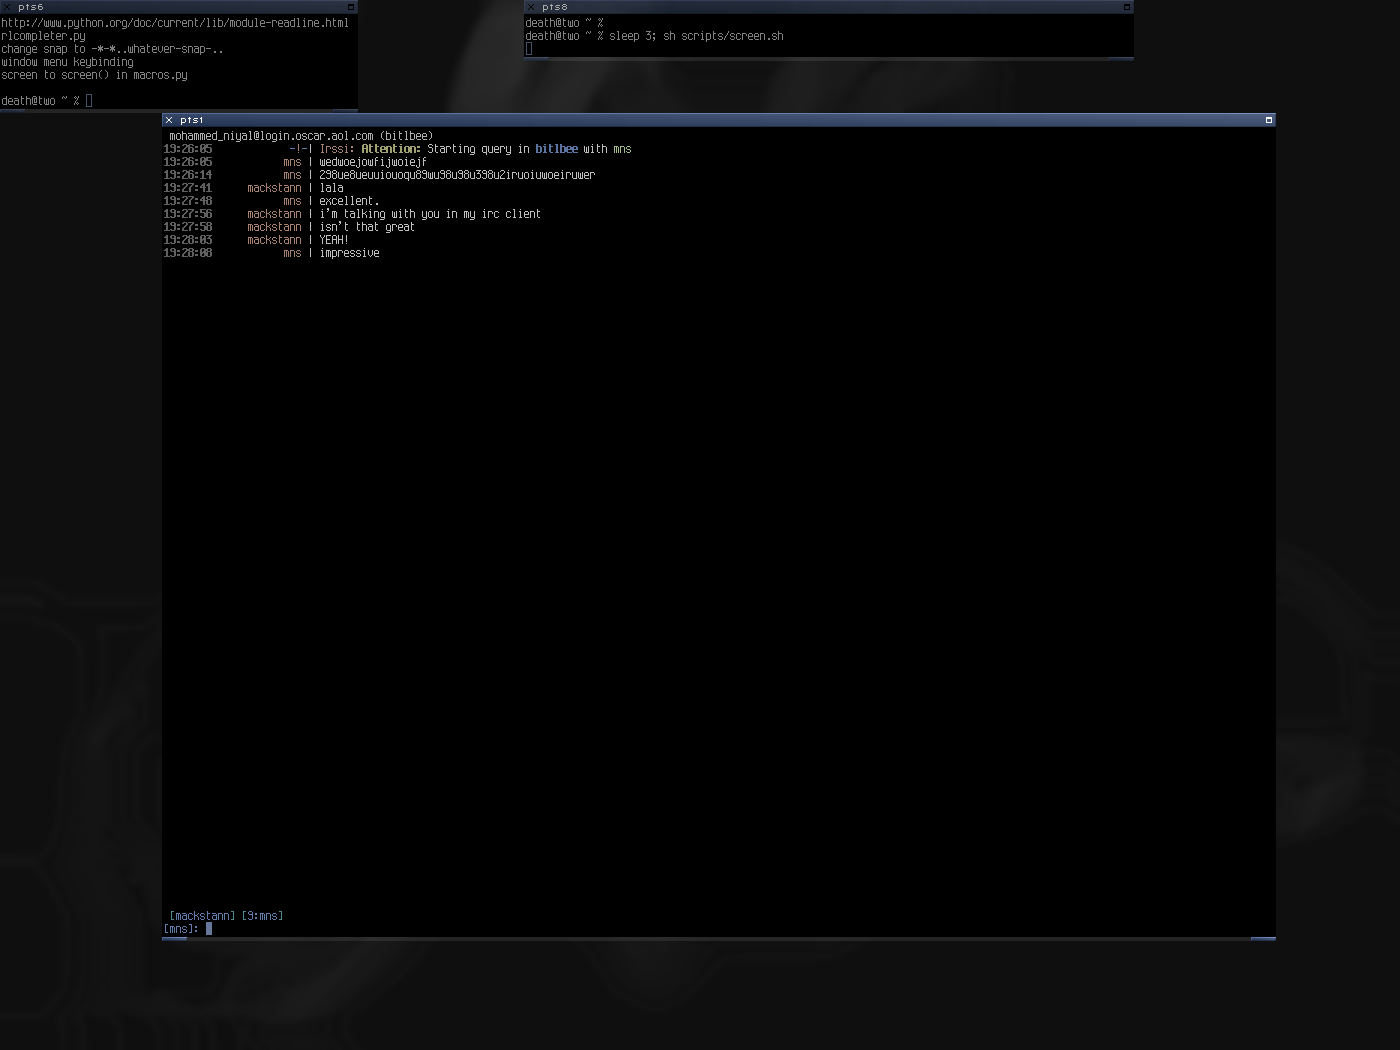 pts6
http://www.python.org/doc/current/lib/module-readline.html
rlcompleter.py
change snap to -*-*..whatever-snap-..
window menu keybinding
screen to screen() in macros.py
death@two ~ %
pts8
death@two ~ %
death@two ~ % sleep 3; sh scripts/screen.sh
pts1
mohammed_niyal@login.oscar.aol.com (bitlbee)
19:26:05 -!-| Irssi: Attention: Starting query in bitlbee with mns
19:26:05 mns | wedwoejowfijwoiejf
19:26:14 mns | 298ue8ueuuiouoqu89wu98u98u398u2iruoiuwoeiruwer
19:27:41 mackstann | lala
19:27:48 mns | excellent.
19:27:56 mackstann | i'm talking with you in my irc client
19:27:58 mackstann | isn't that great
19:28:03 mackstann | YEAH!
19:28:08 mns | impressive
[mackstann] [9:mns]
[mns]: